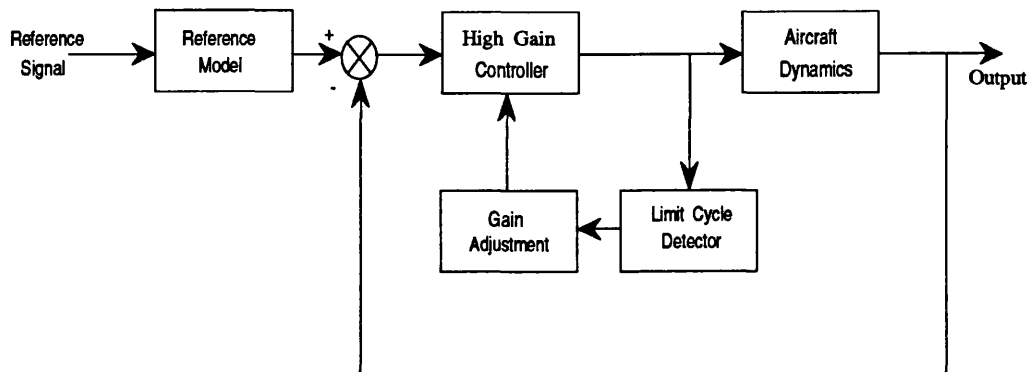 Reference
Signal
Reference
Model
+
-
High Gain
Controller
Aircraft
Dynamics
Output
Gain
Adjustment
Limit Cycle
Detector